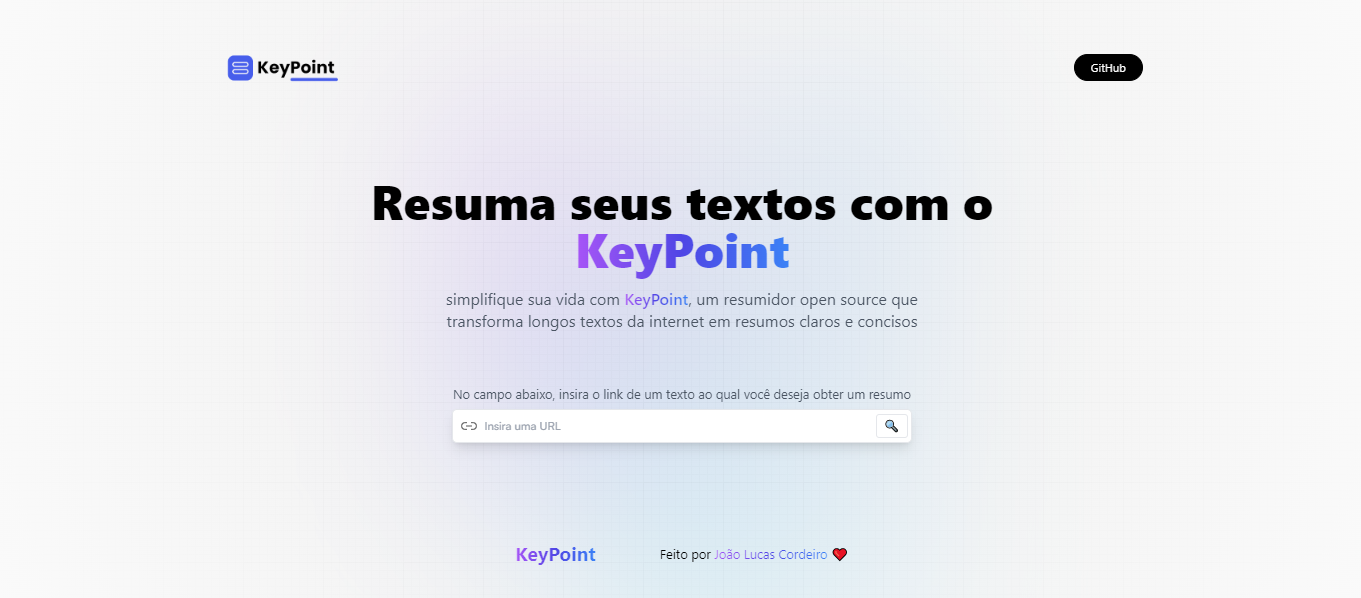 KeyPoint
GitHub
Resuma seus textos com o
KeyPoint
simplifique sua vida com KeyPoint, um resumidor open source que
transforma longos textos da internet em resumos claros e concisos
No campo abaixo, insira o link de um texto ao qual você deseja obter um resumo
Insira uma URL
KeyPoint
Feito por João Lucas Cordeiro ❤️